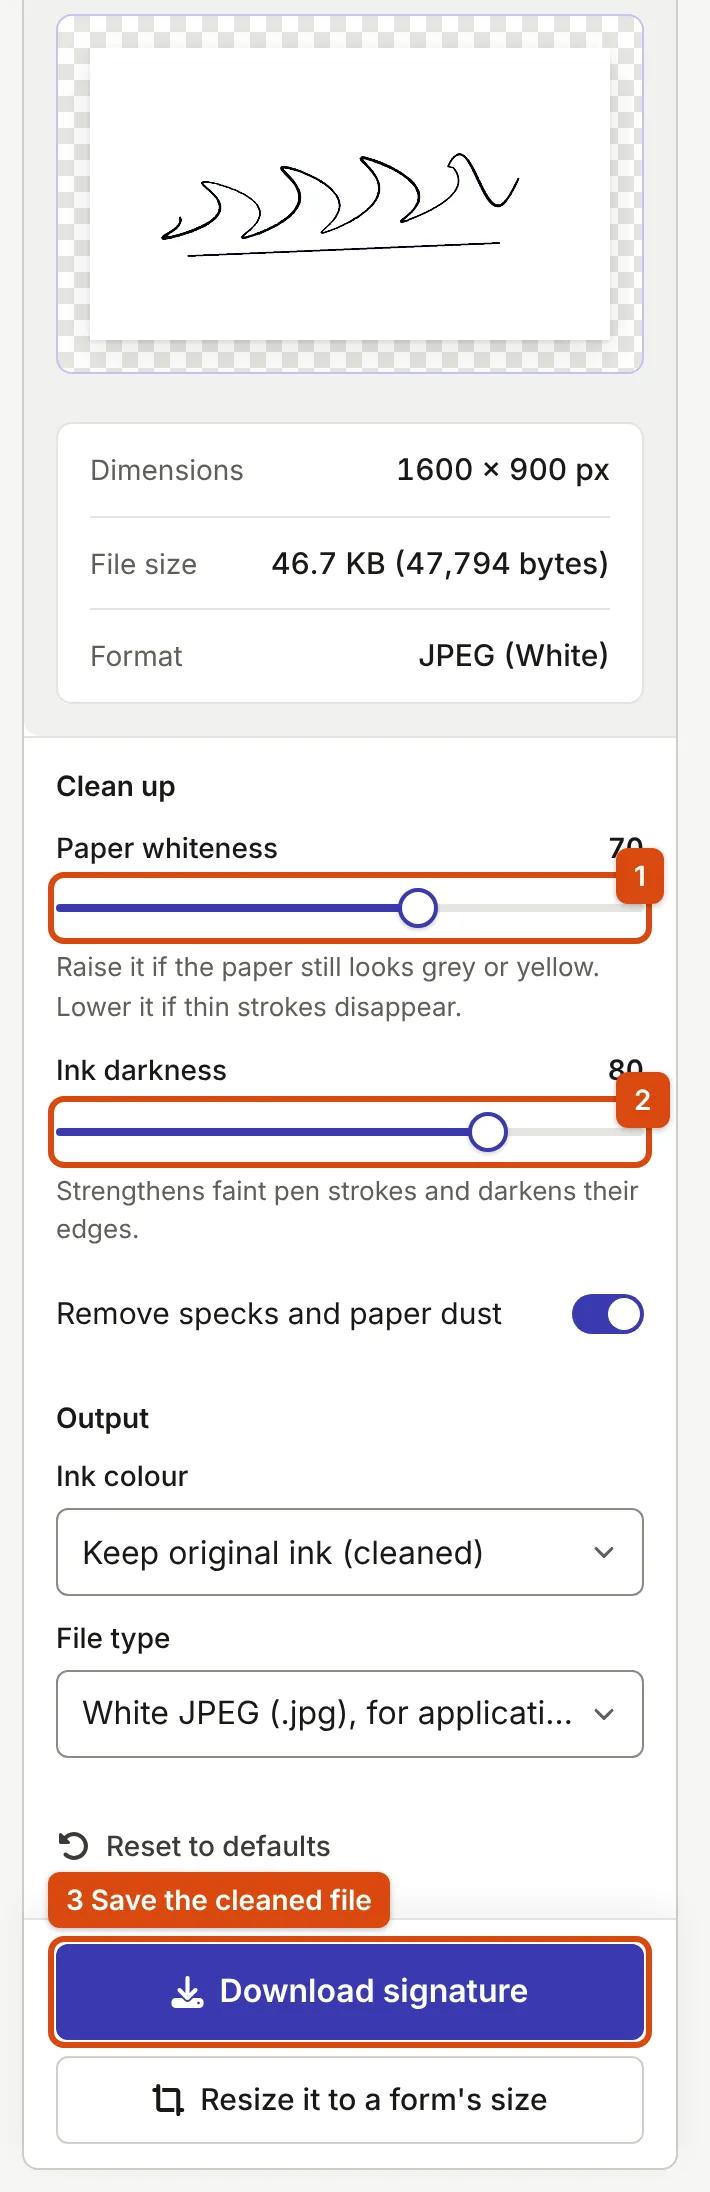 Dimensions 1600 × 900 px
File size 46.7 KB (47,794 bytes)
Format JPEG (White)
Clean up
Paper whiteness 70
1
Raise it if the paper still looks grey or yellow.
Lower it if thin strokes disappear.
Ink darkness 80
2
Strengthens faint pen strokes and darkens their
edges.
Remove specks and paper dust
Output
Ink colour
Keep original ink (cleaned)
File type
White JPEG (.jpg), for applicati...
Reset to defaults
3 Save the cleaned file
Download signature
Resize it to a form's size